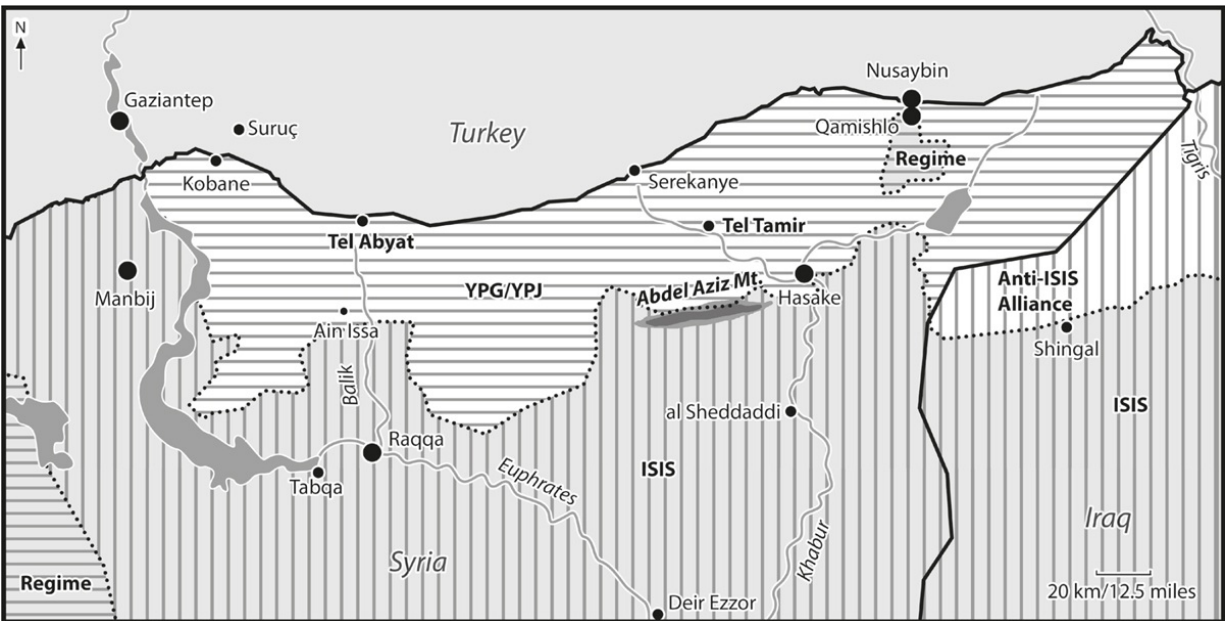 N
Gaziantep
Suruç
Turkey
Nusaybin
Qamishlo
Regime
Tigris
Kobane
Serekanye
Tel Abyat
Tel Tamir
Manbij
YPG/YPJ
Abdel Aziz Mt.
Hasake
Anti-ISIS
Alliance
Ain Issa
Shingal
Balik
al Sheddaddi
ISIS
Raqqa
Euphrates
ISIS
Tabqa
Khabur
Iraq
Syria
Regime
20 km/12.5 miles
Deir Ezzor